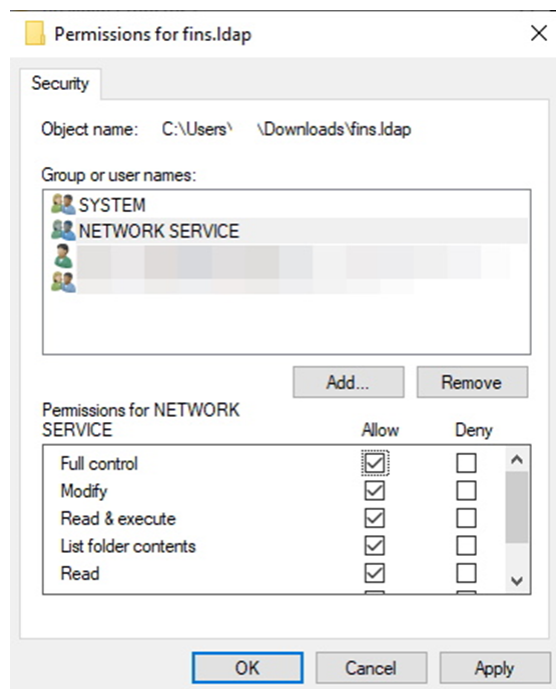 Permissions for fins.ldap
Security
Object name: C:\Users\ \Downloads\fins.ldap
Group or user names:
SYSTEM
NETWORK SERVICE
Add... Remove
Permissions for NETWORK
SERVICE Allow Deny
Full control
Modify
Read & execute
List folder contents
Read
OK Cancel Apply